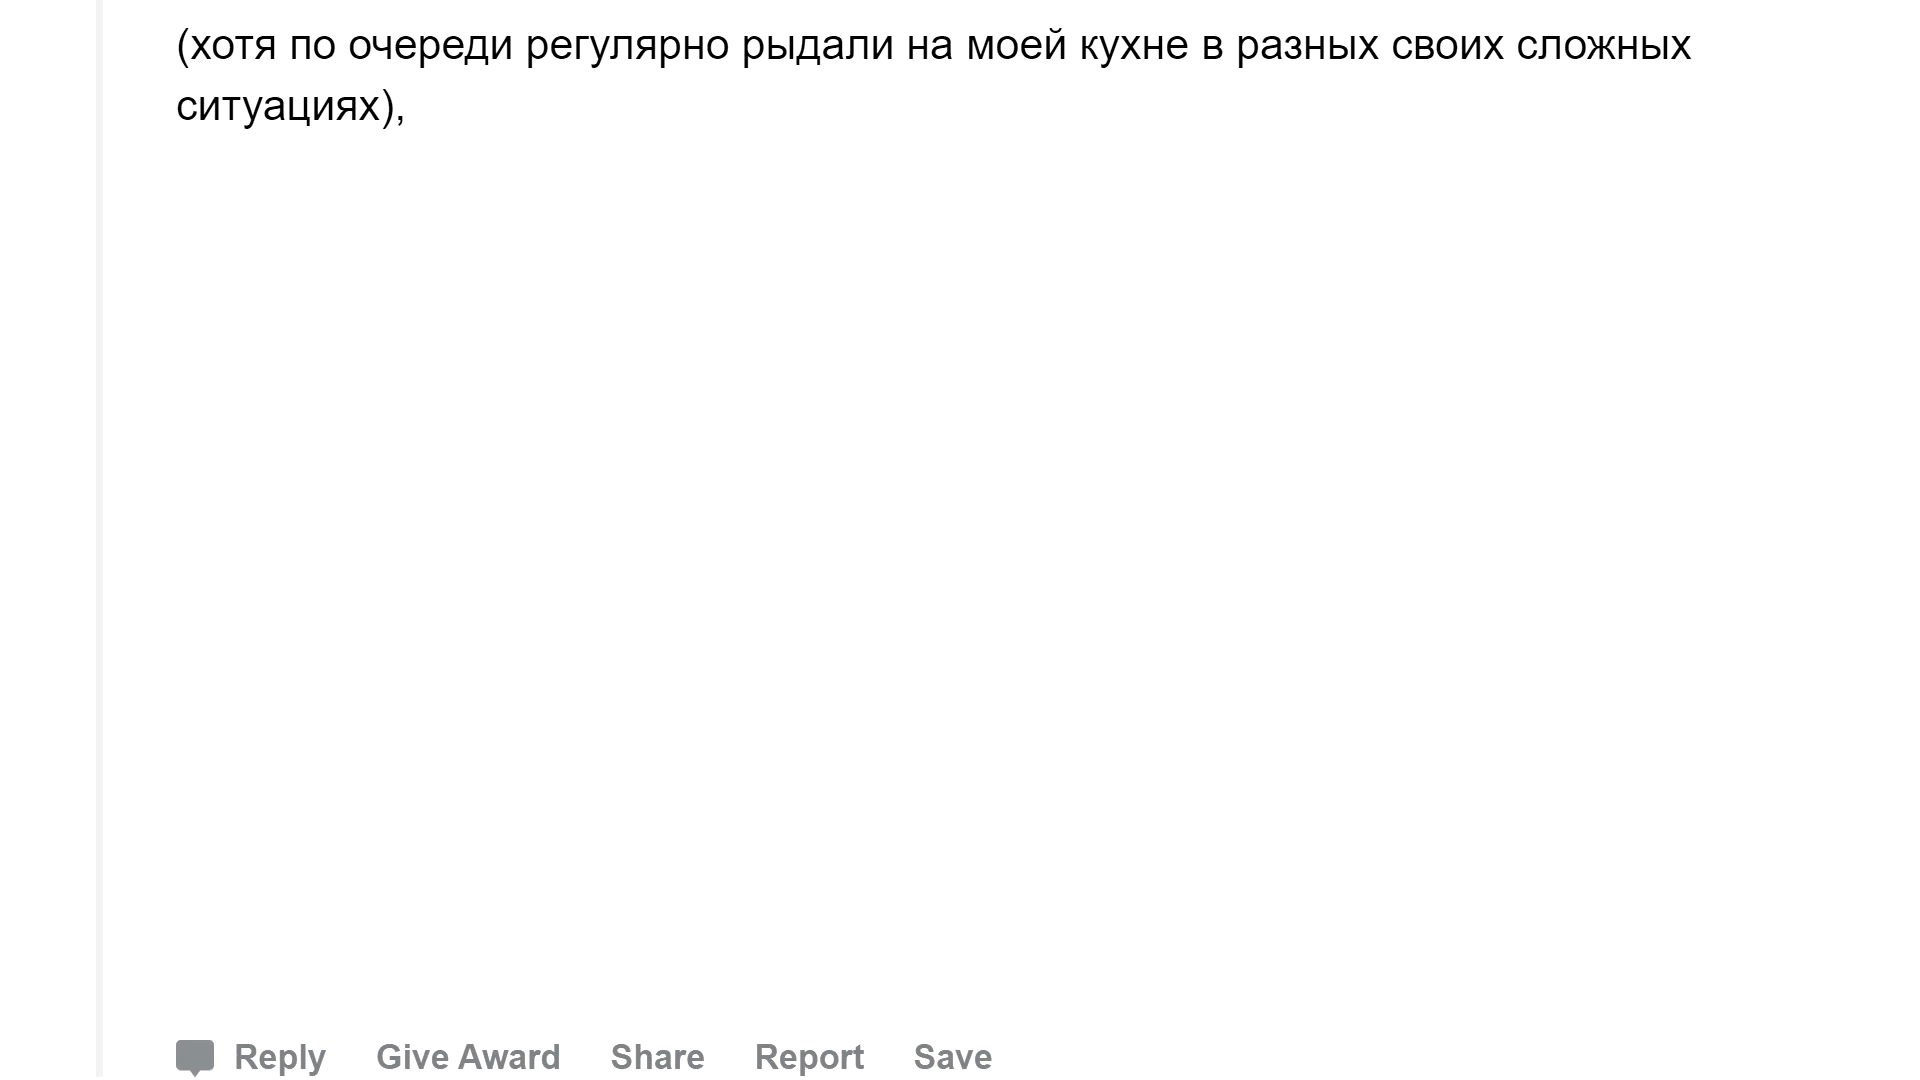 (хотя по очереди регулярно рыдали на моей кухне в разных своих сложных
ситуациях),
Reply Give Award Share Report Save